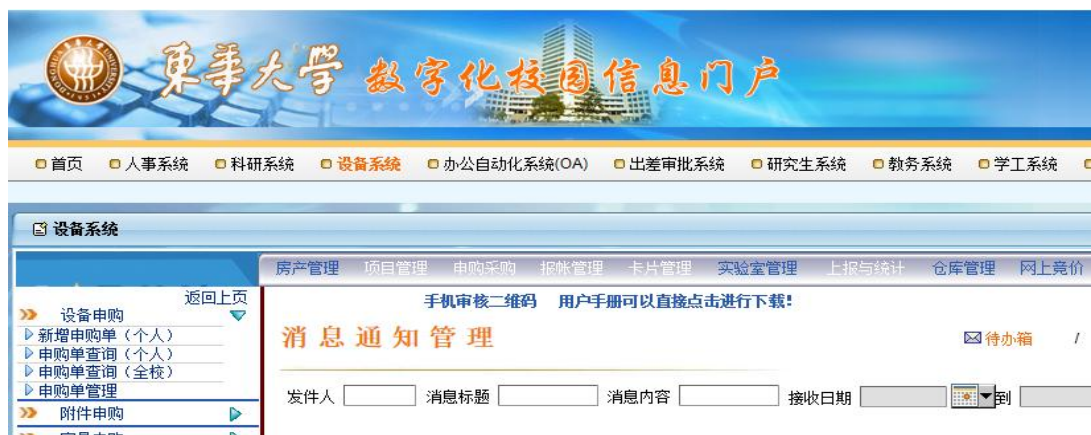 東華大学 数字化校园信息门户
首页 人事系统 科研系统 设备系统 办公自动化系统(OA) 出差审批系统 研究生系统 教务系统 学工系统
设备系统
房产管理 项目管理 申购采购 报帐管理 卡片管理 实验室管理 上报与统计 仓库管理 网上竞价
返回上页
手机审核二维码 用户手册可以直接点击进行下载!
设备申购
新增申购单（个人）
申购单查询（个人）
申购单查询（全校）
申购单管理
附件申购
消息通知管理
待办箱 /
发件人 消息标题 消息内容 接收日期 到